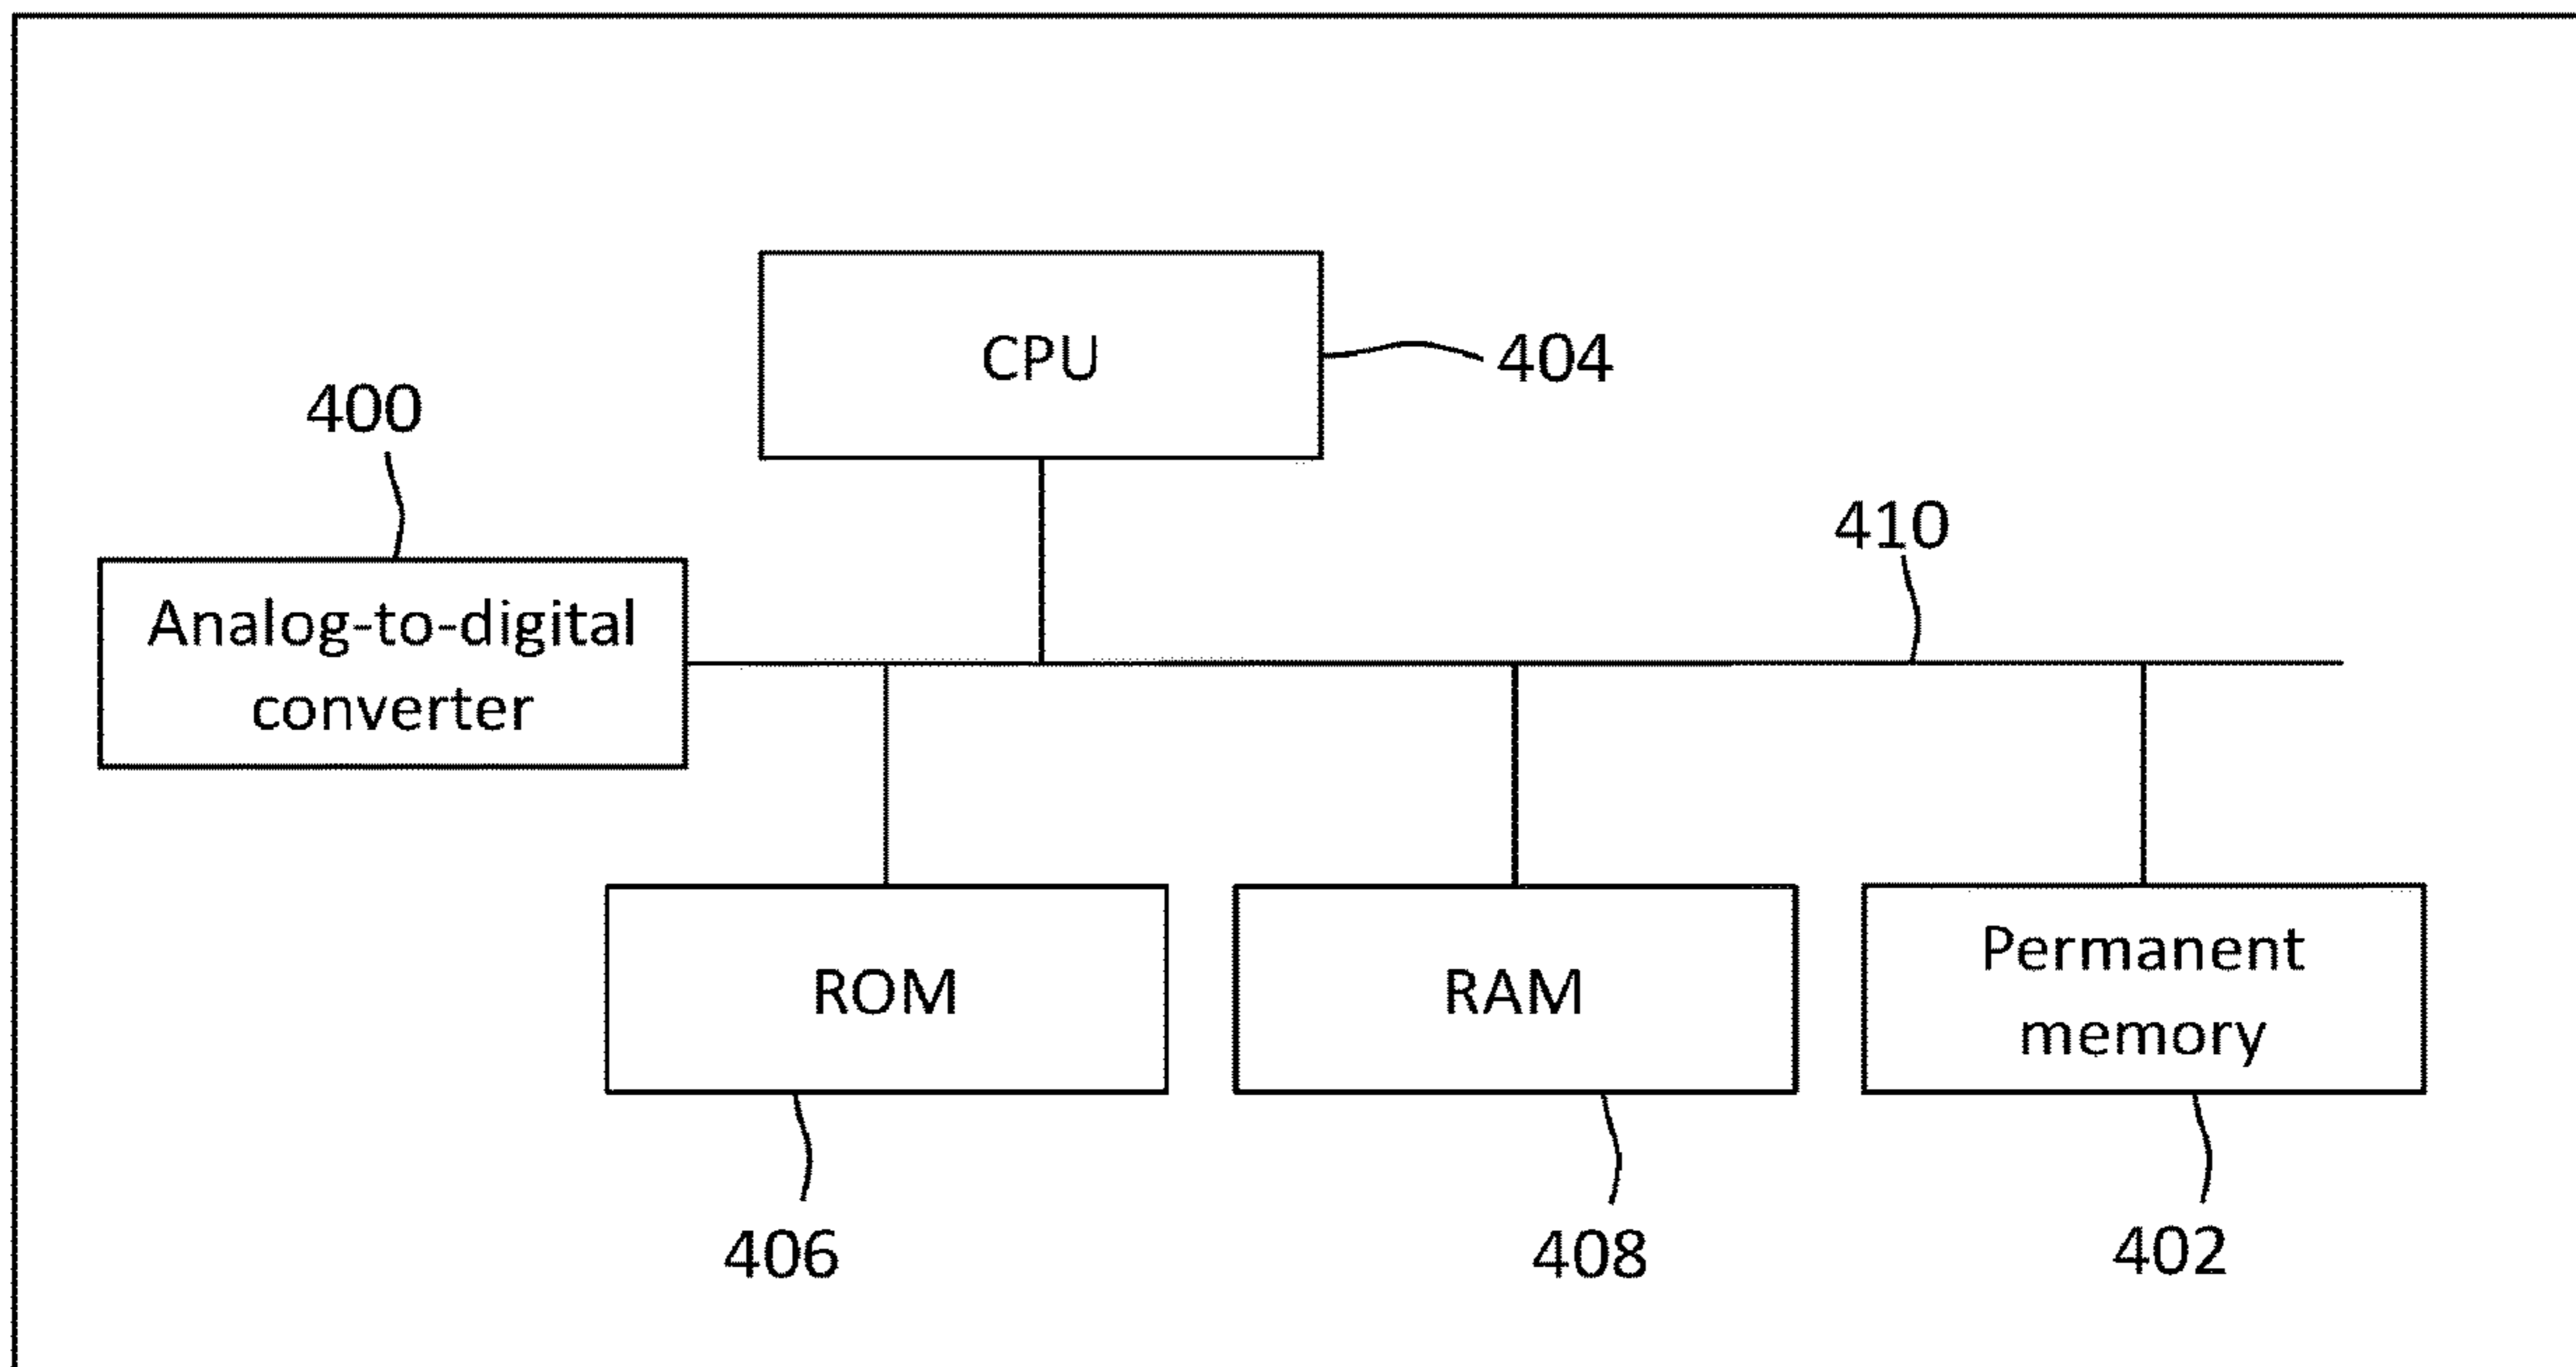 CPU
404
400
410
Analog-to-digital
converter
ROM
RAM
Permanent
memory
406
408
402